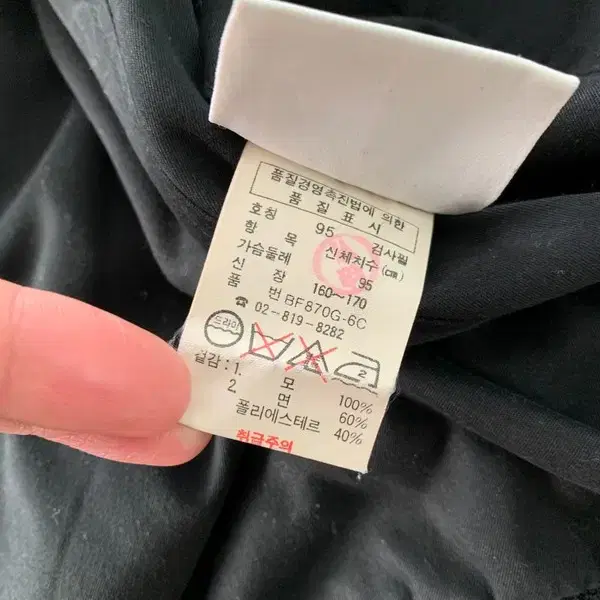 품질경영촉진법에 의한
품 질 표 시
호칭 95 검사필
항 목 신체치수(㎝)
가슴둘레 95
신 장 160~170
품 번 BF870G-6C
☎ 02-819-8282
드라이 2
겉감 : 1. 모 100%
2. 면 60%
폴리에스테르 40%
취급주의